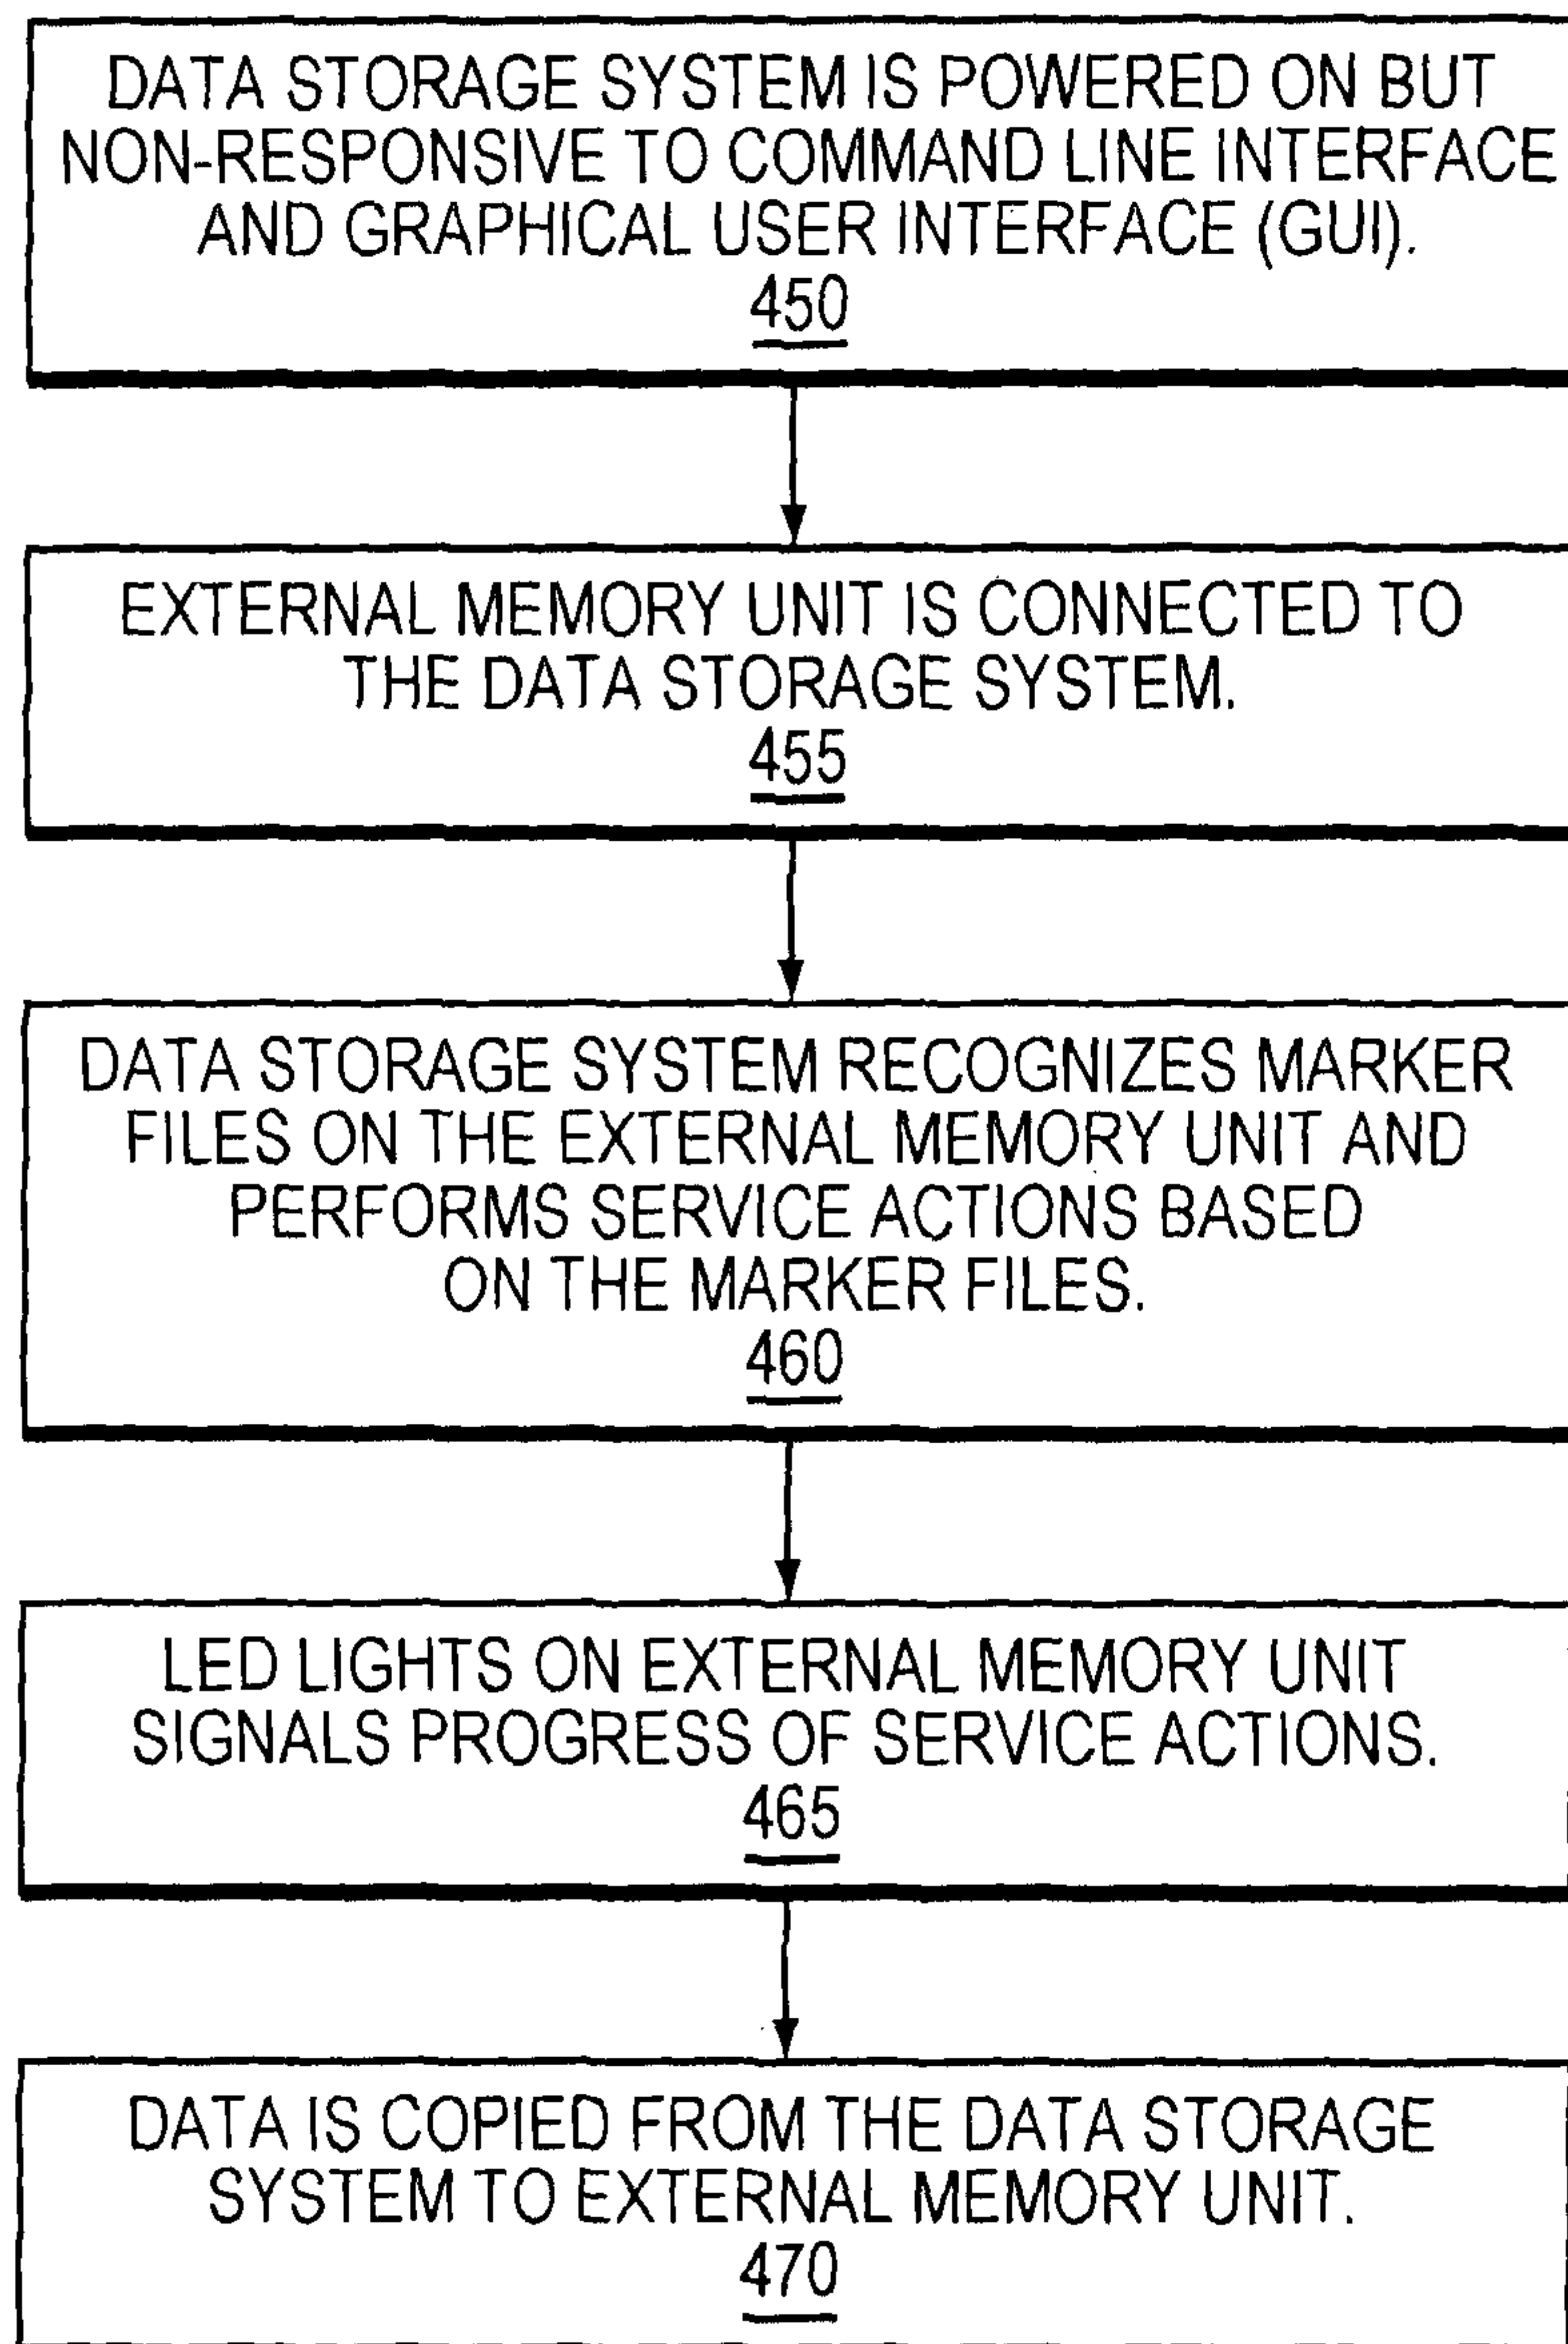 DATA STORAGE SYSTEM IS POWERED ON BUT
NON-RESPONSIVE TO COMMAND LINE INTERFACE
AND GRAPHICAL USER INTERFACE (GUI).
450
EXTERNAL MEMORY UNIT IS CONNECTED TO
THE DATA STORAGE SYSTEM.
455
DATA STORAGE SYSTEM RECOGNIZES MARKER
FILES ON THE EXTERNAL MEMORY UNIT AND
PERFORMS SERVICE ACTIONS BASED
ON THE MARKER FILES.
460
LED LIGHTS ON EXTERNAL MEMORY UNIT
SIGNALS PROGRESS OF SERVICE ACTIONS.
465
DATA IS COPIED FROM THE DATA STORAGE
SYSTEM TO EXTERNAL MEMORY UNIT.
470